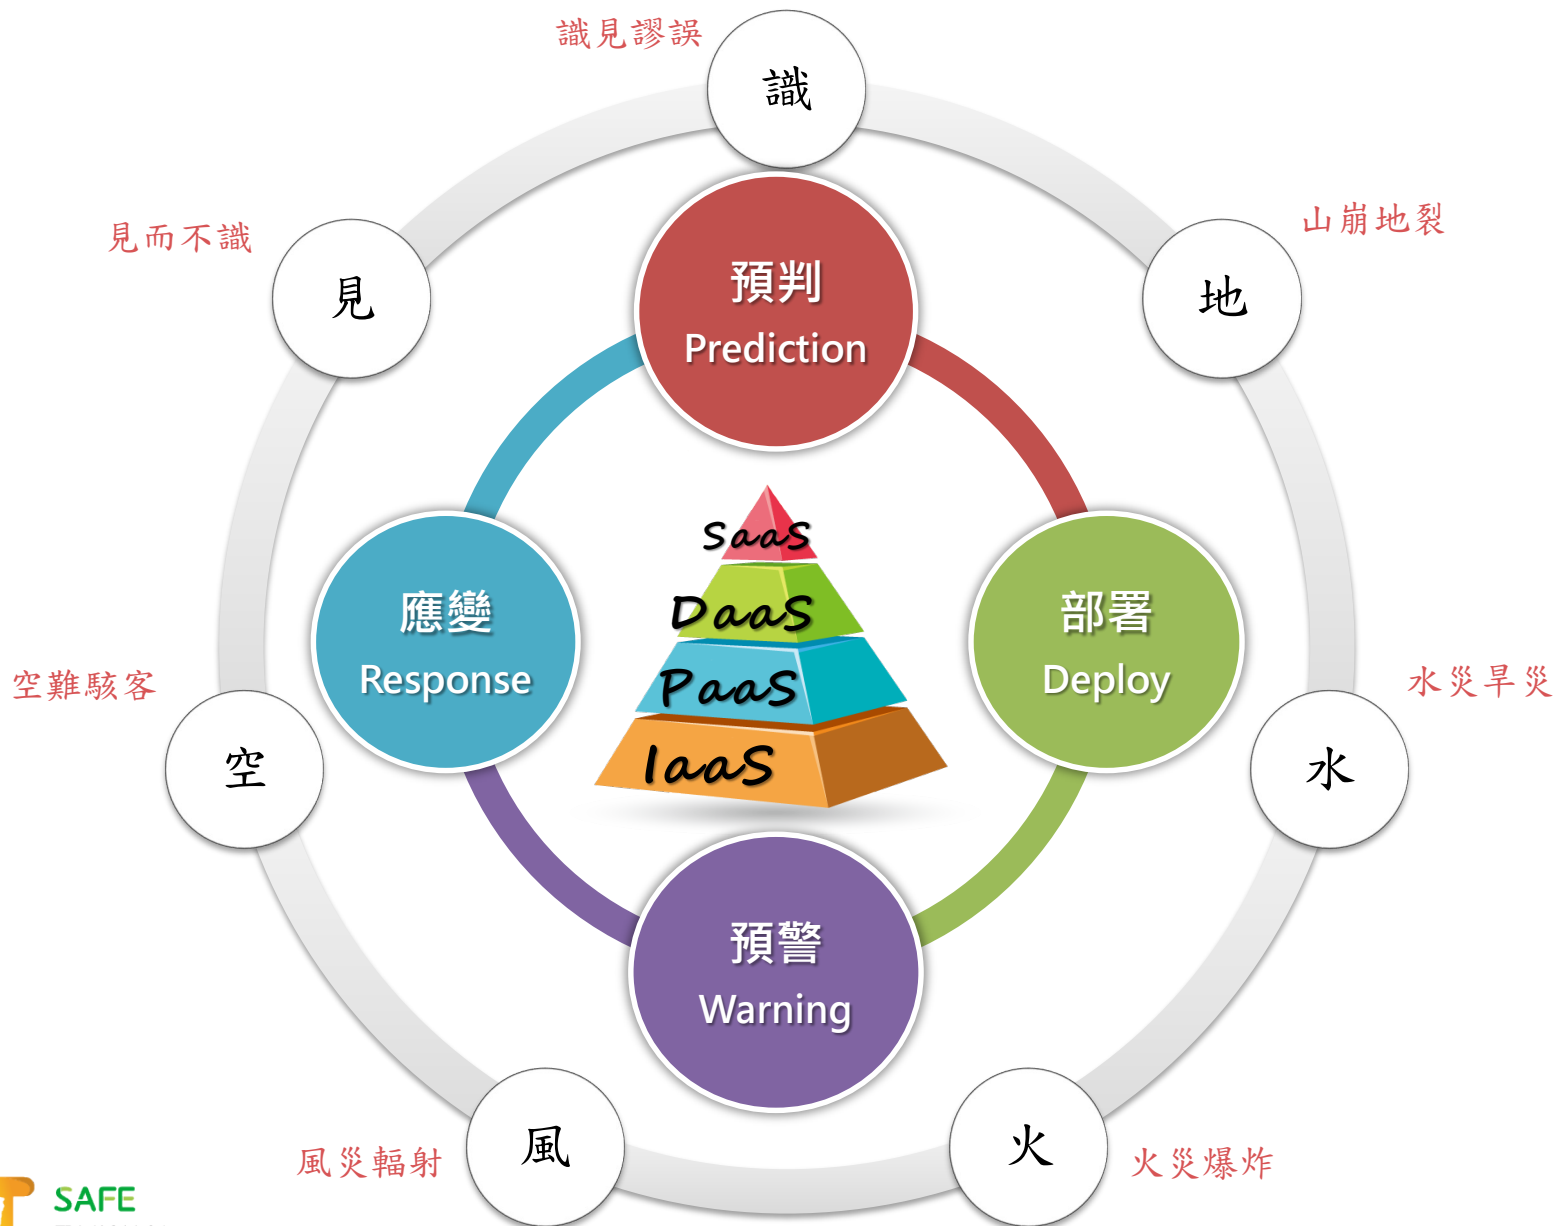 識見謬誤
識
山崩地裂
見而不識
地
見
預判
Prediction
SaaS
DaaS
PaaS
IaaS
應變
Response
部署
Deploy
空難駭客
水災旱災
空
水
預警
Warning
風災輻射
風
火
火災爆炸
SAFE